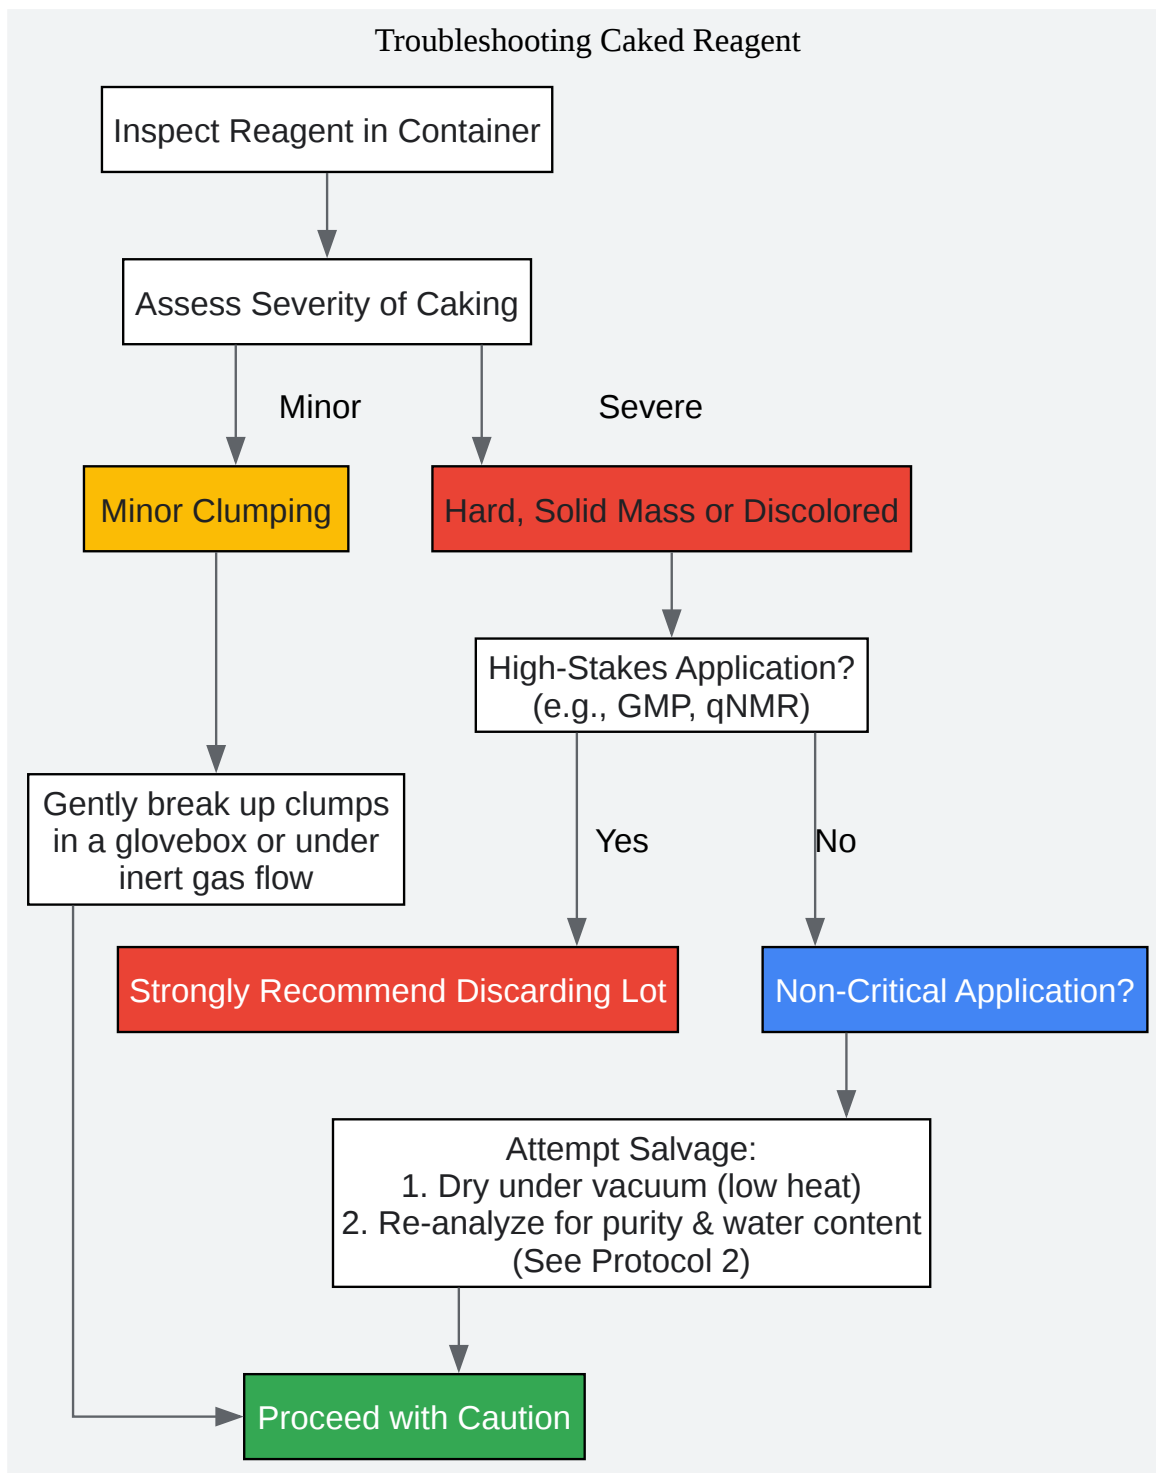 Troubleshooting Caked Reagent
Inspect Reagent in Container
Assess Severity of Caking
Minor
Severe
Minor Clumping
Hard, Solid Mass or Discolored
High-Stakes Application?
(e.g., GMP, qNMR)
Gently break up clumps
in a glovebox or under
inert gas flow
Yes
No
Strongly Recommend Discarding Lot
Non-Critical Application?
Attempt Salvage:
1. Dry under vacuum (low heat)
2. Re-analyze for purity & water content
(See Protocol 2)
Proceed with Caution